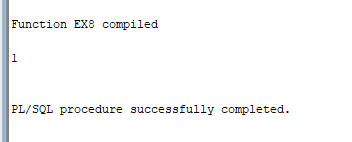 Function EX8 compiled
1
PL/SQL procedure successfully completed.